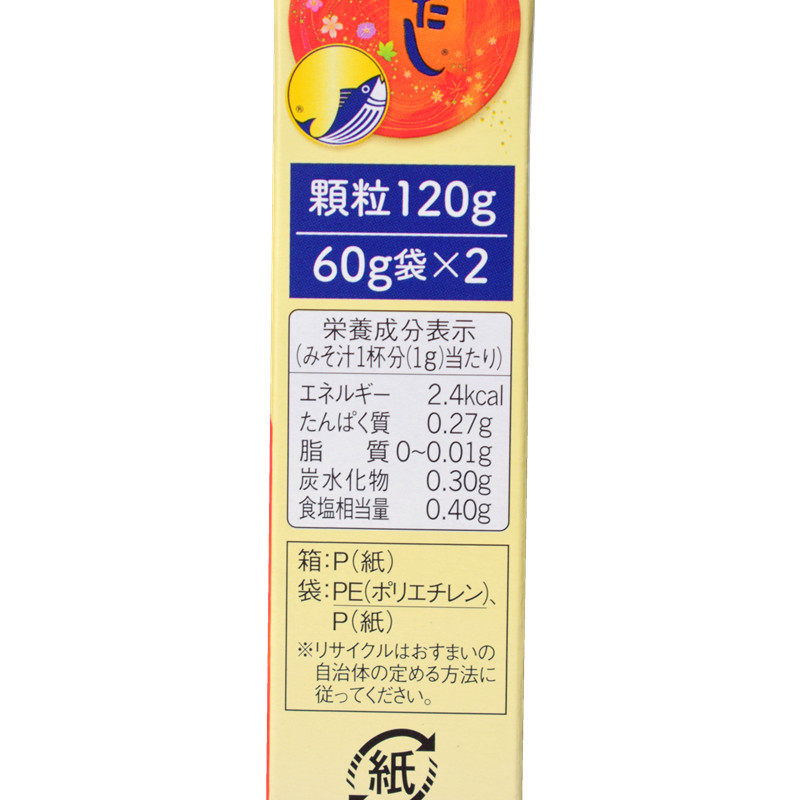 だし
®
®
顆粒120g
60g袋×2
栄養成分表示
(みそ汁1杯分(1g)当たり)
エネルギー 2.4kcal
たんぱく質 0.27g
脂 質 0~0.01g
炭水化物 0.30g
食塩相当量 0.40g
箱:P(紙)
袋:PE(ポリエチレン)、
P(紙)
※リサイクルはおすまいの
自治体の定める方法に
従ってください。
紙